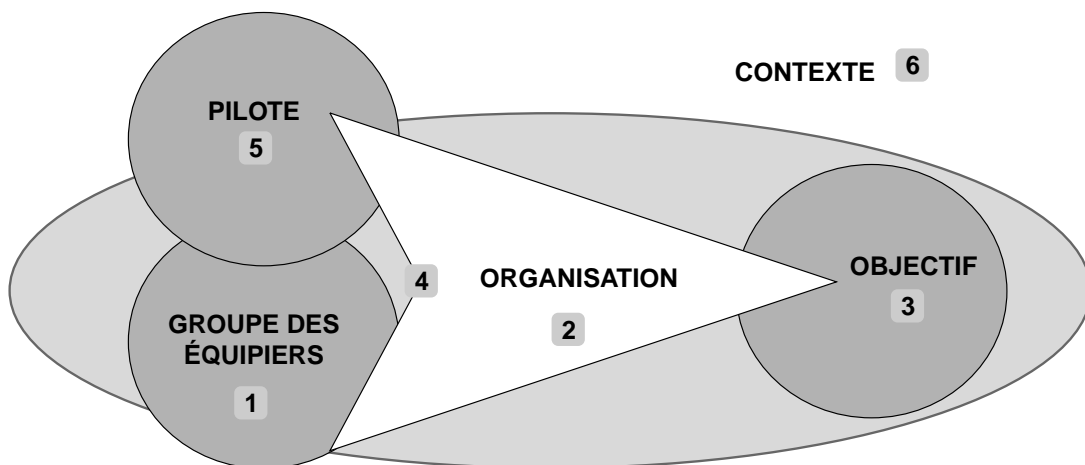 CONTEXTE 6
PILOTE
5
4
ORGANISATION
2
OBJECTIF
3
GROUPE DES
ÉQUIPIERS
1